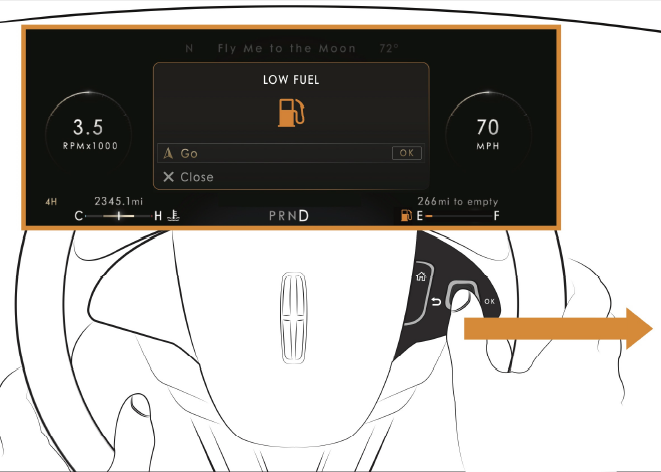 N Fly Me to the Moon 72°
LOW FUEL
3.5
RPMx1000
70
MPH
Go OK
Close
4H 2345.1mi
266mi to empty
C H
PRND
E F
OK